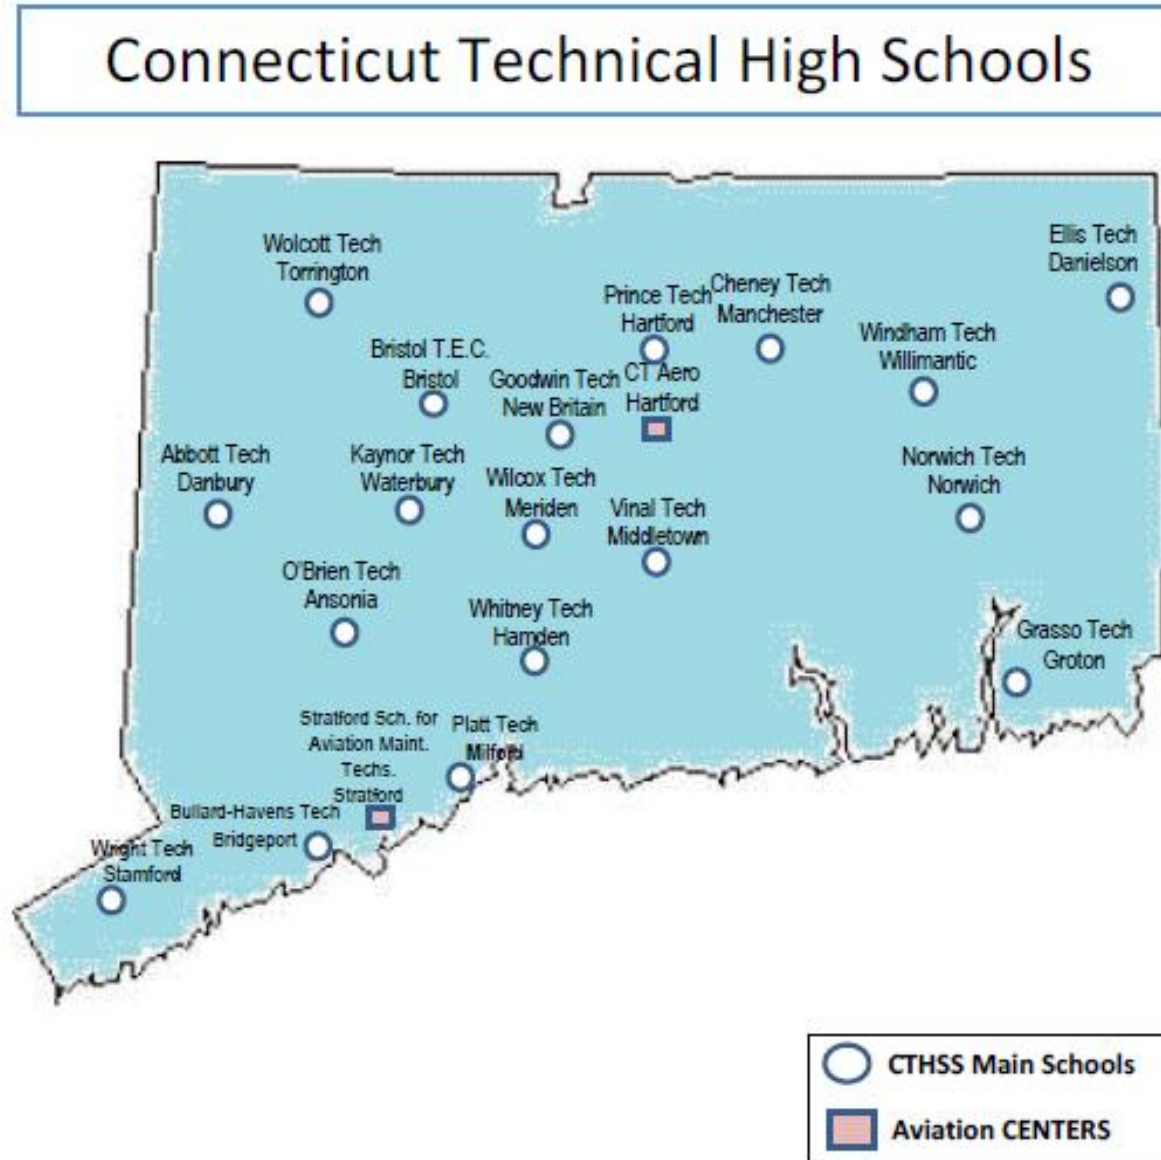 Connecticut Technical High Schools
Wolcott Tech
Torrington
Ellis Tech
Danielson
Prince Tech
Hartford
Cheney Tech
Manchester
Windham Tech
Willimantic
Bristol T.E.C.
Bristol
Goodwin Tech
New Britain
CT Aero
Hartford
Abbott Tech
Danbury
Kaynor Tech
Waterbury
Wilcox Tech
Meriden
Vinal Tech
Middletown
Norwich Tech
Norwich
O'Brien Tech
Ansonia
Whitney Tech
Hamden
Grasso Tech
Groton
Stratford Sch. for
Aviation Maint.
Techs.
Stratford
Platt Tech
Milford
Bullard-Havens Tech
Bridgeport
Wright Tech
Stamford
CTHSS Main Schools
Aviation CENTERS